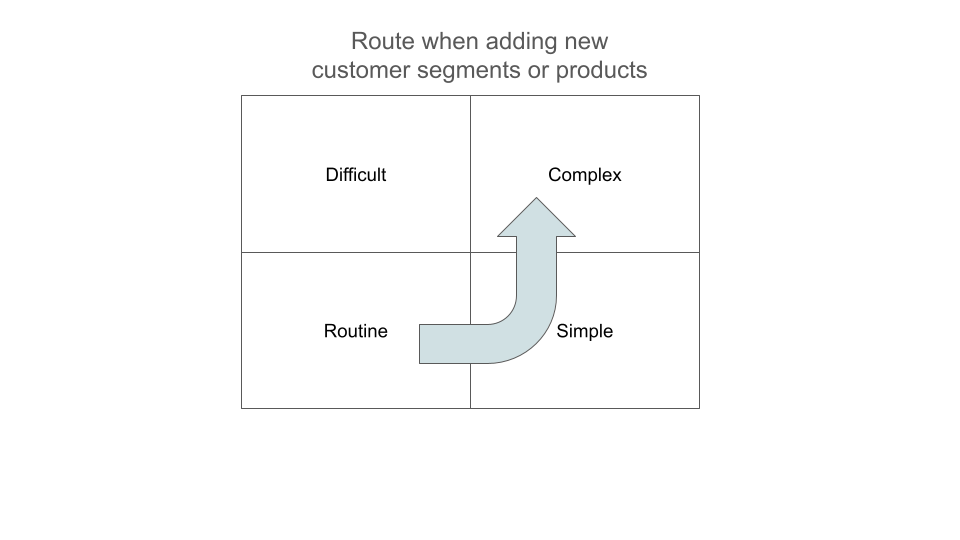 Route when adding new
customer segments or products
Difficult
Complex
Routine
Simple